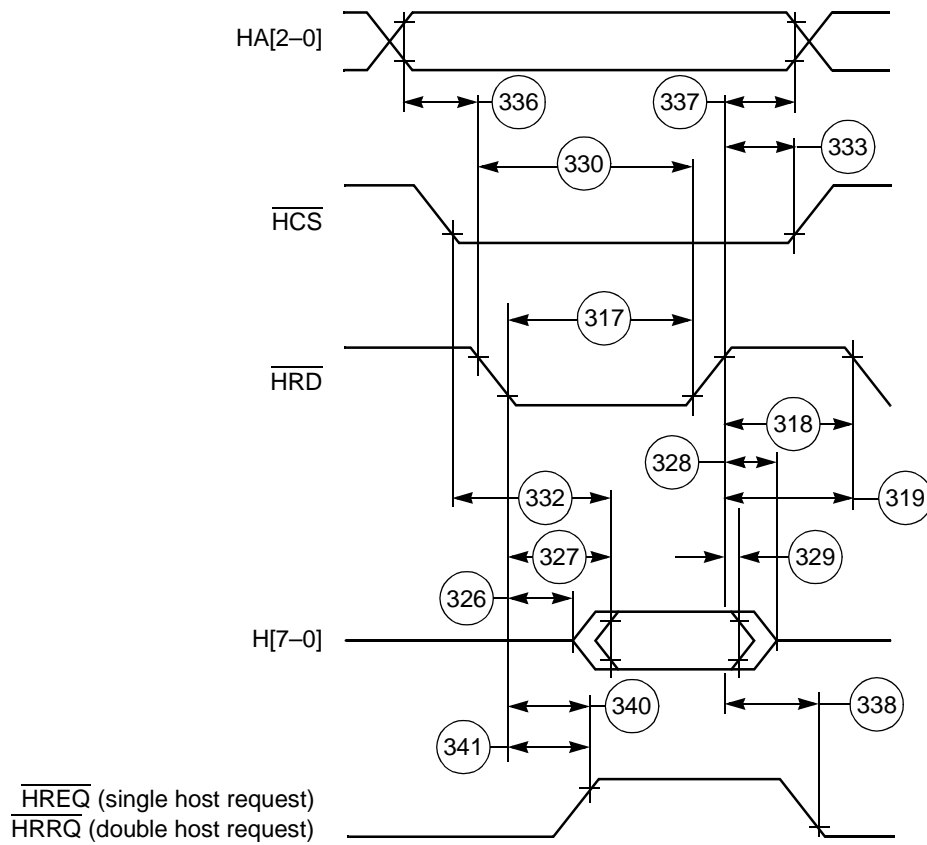 HA[2–0]
336
337
333
330
HCS
317
HRD
318
328
332
319
327
329
326
H[7–0]
340
338
341
HREQ (single host request)
HRRQ (double host request)